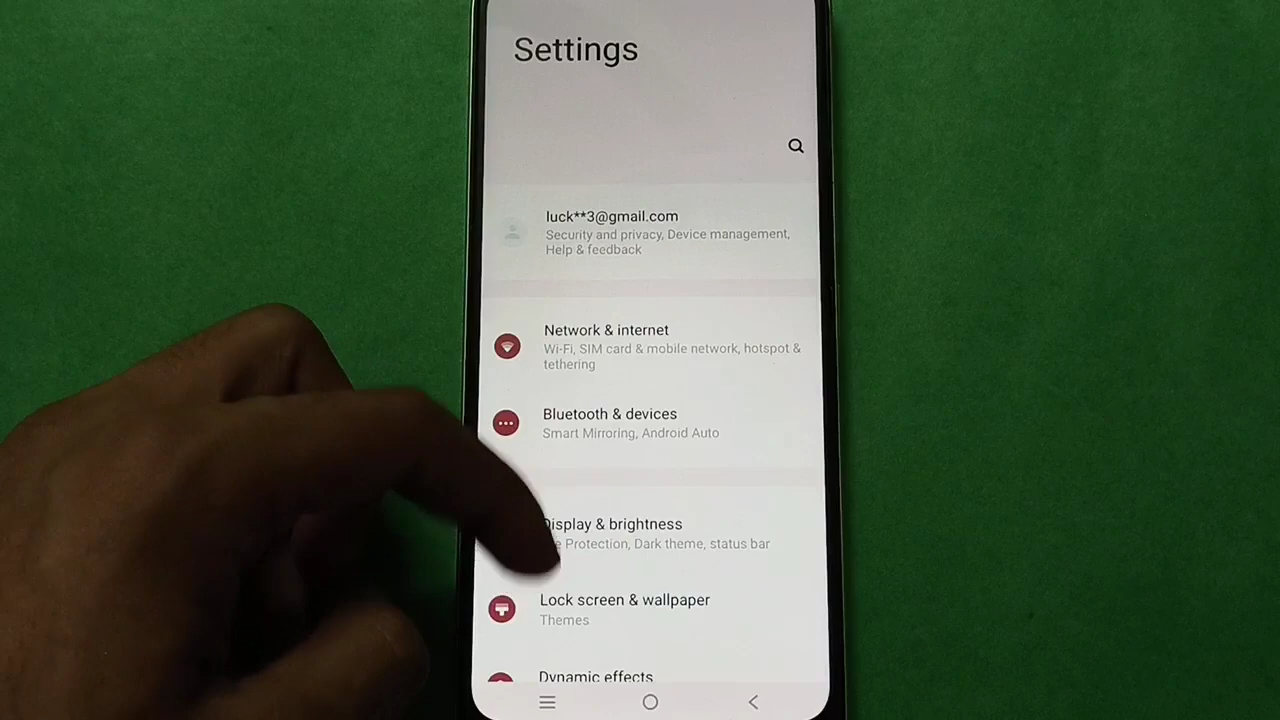 Settings
luck**3@gmail.com
Security and privacy, Device management,
Help & feedback
Network & internet
Wi-Fi, SIM card & mobile network, hotspot &
tethering
Bluetooth & devices
Smart Mirroring, Android Auto
Display & brightness
Protection, Dark theme, status bar
Lock screen & wallpaper
Themes
Dynamic effects